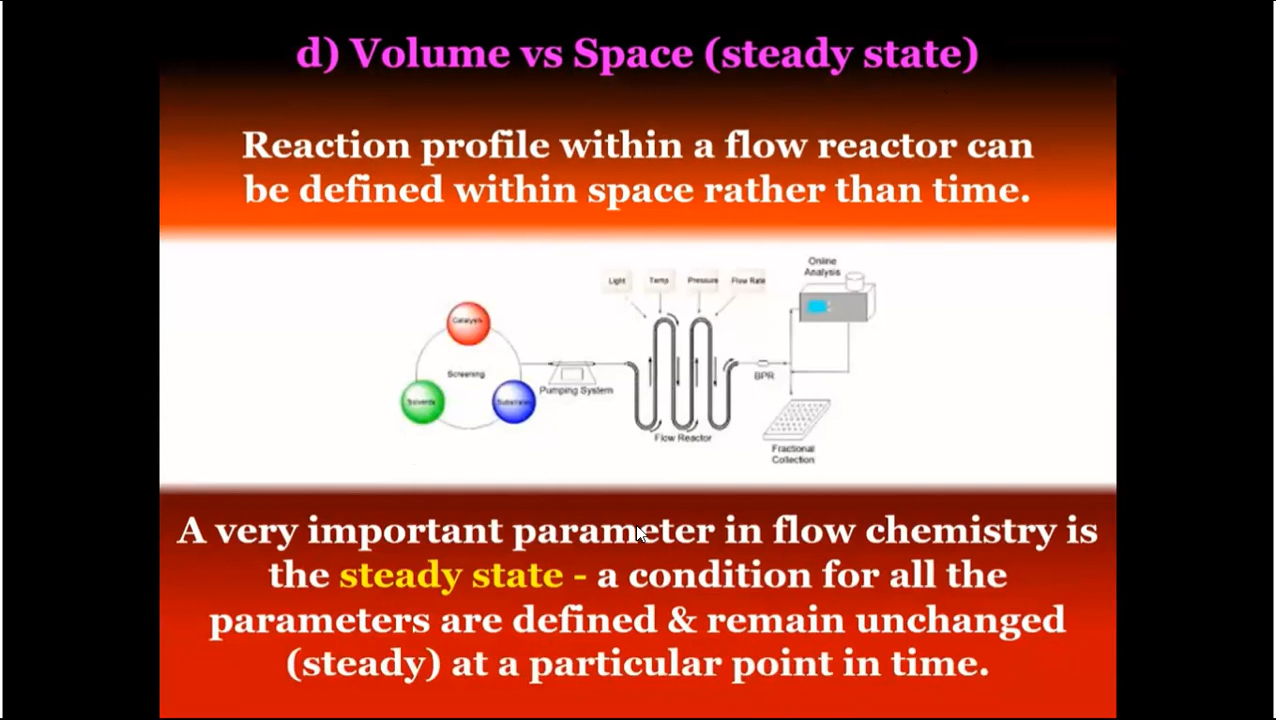 d) Volume vs Space (steady state)
Reaction profile within a flow reactor can
be defined within space rather than time.
Online
Analysis
Light
Temp
Pressure
Flow Rate
Catalysts
Screening
Solvents
Substrates
Pumping System
BPR
Flow Reactor
Fractional
Collection
A very important parameter in flow chemistry is
the steady state - a condition for all the
parameters are defined & remain unchanged
(steady) at a particular point in time.